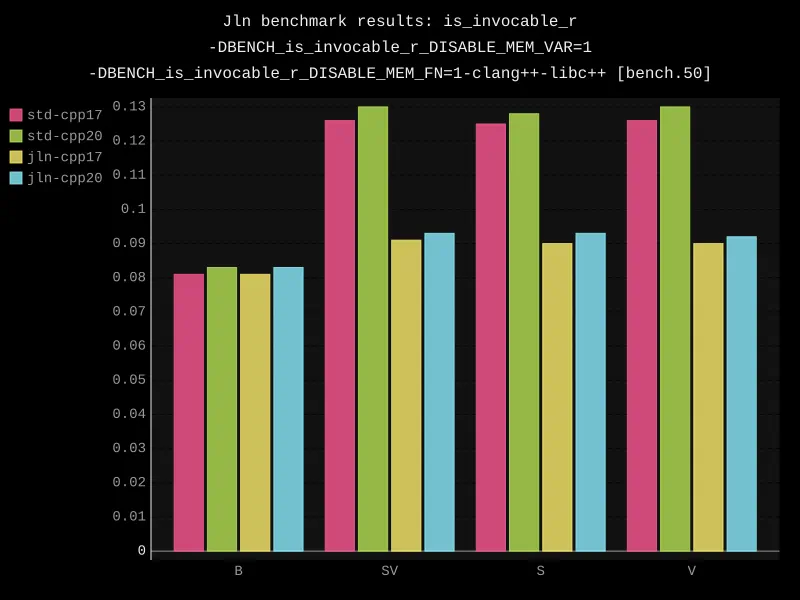 Jln benchmark results: is_invocable_r
-DBENCH_is_invocable_r_DISABLE_MEM_VAR=1
-DBENCH_is_invocable_r_DISABLE_MEM_FN=1-clang++-libc++ [bench.50]
std-cpp17
std-cpp20
jln-cpp17
jln-cpp20
0.13
0.12
0.11
0.1
0.09
0.08
0.07
0.06
0.05
0.04
0.03
0.02
0.01
0
B SV S V